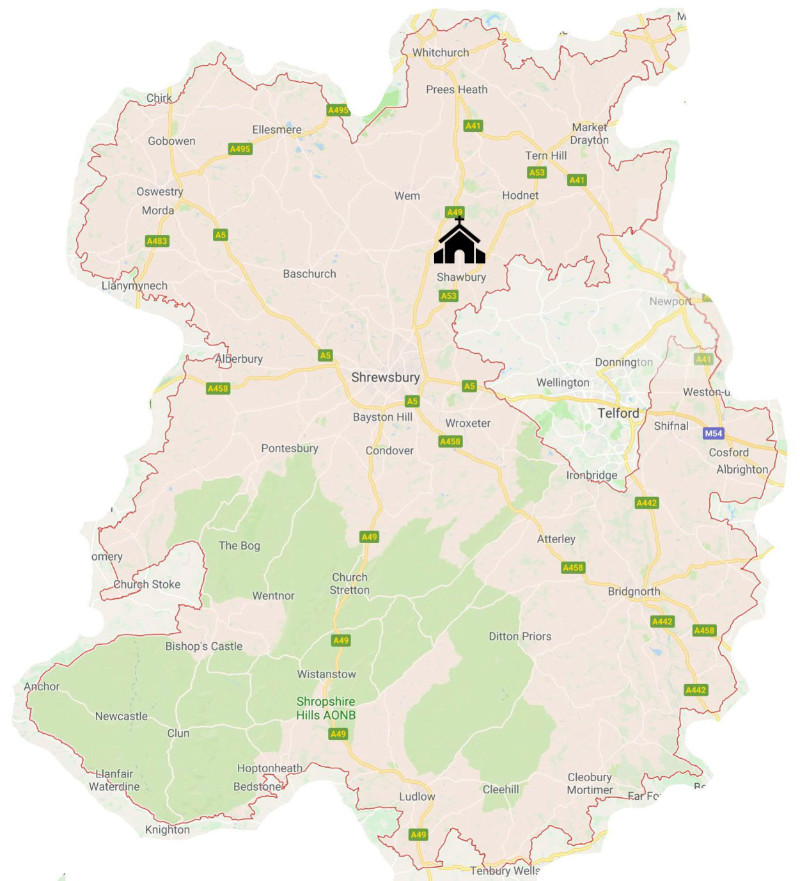 M
Whitchurch
Prees Heath
Chirk
A495
Ellesmere
A41
Market
Drayton
Gobowen
A495
Tern Hill
A53
A41
Oswestry
Wem
Hodnet
Morda
A49
A5
A483
Baschurch
Shawbury
Llanymynech
A53
Newport
Alberbury
A5
A41
Donnington
Shrewsbury
Wellington
A458
A5
Weston-u
A5
Telford
Bayston Hill
Wroxeter
Shifnal
M54
A458
Pontesbury
Condover
Cosford
Albrighton
Ironbridge
A442
A49
Atterley
The Bog
omery
A458
Church Stoke
Church
Stretton
Wentnor
Bridgnorth
A442
A458
A49
Ditton Priors
Bishop's Castle
Wistanstow
Anchor
A442
Shropshire
Hills AONB
Newcastle
Clun
A49
Hoptonheath
Llanfair
Waterdine
Bedstone
Cleobury
Mortimer
Ludlow
Cleehill
Far Fo
Knighton
A49
Tenbury Wells